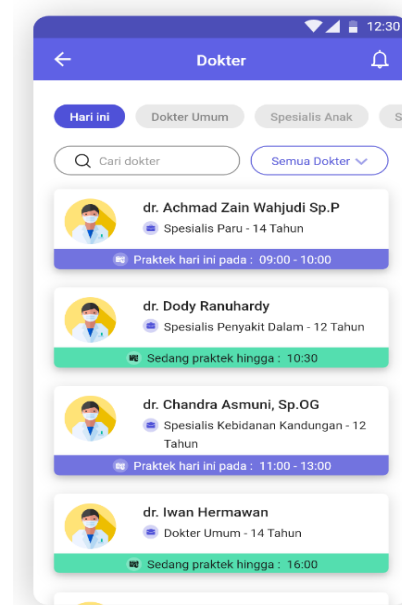 12:30
Dokter
Hari ini Dokter Umum Spesialis Anak S
Cari dokter Semua Dokter
dr. Achmad Zain Wahjudi Sp.P
Spesialis Paru - 14 Tahun
Praktek hari ini pada : 09:00 - 10:00
dr. Dody Ranuhardy
Spesialis Penyakit Dalam - 12 Tahun
Sedang praktek hingga : 10:30
dr. Chandra Asmuni, Sp.OG
Spesialis Kebidanan Kandungan - 12
Tahun
Praktek hari ini pada : 11:00 - 13:00
dr. Iwan Hermawan
Dokter Umum - 14 Tahun
Sedang praktek hingga : 16:00